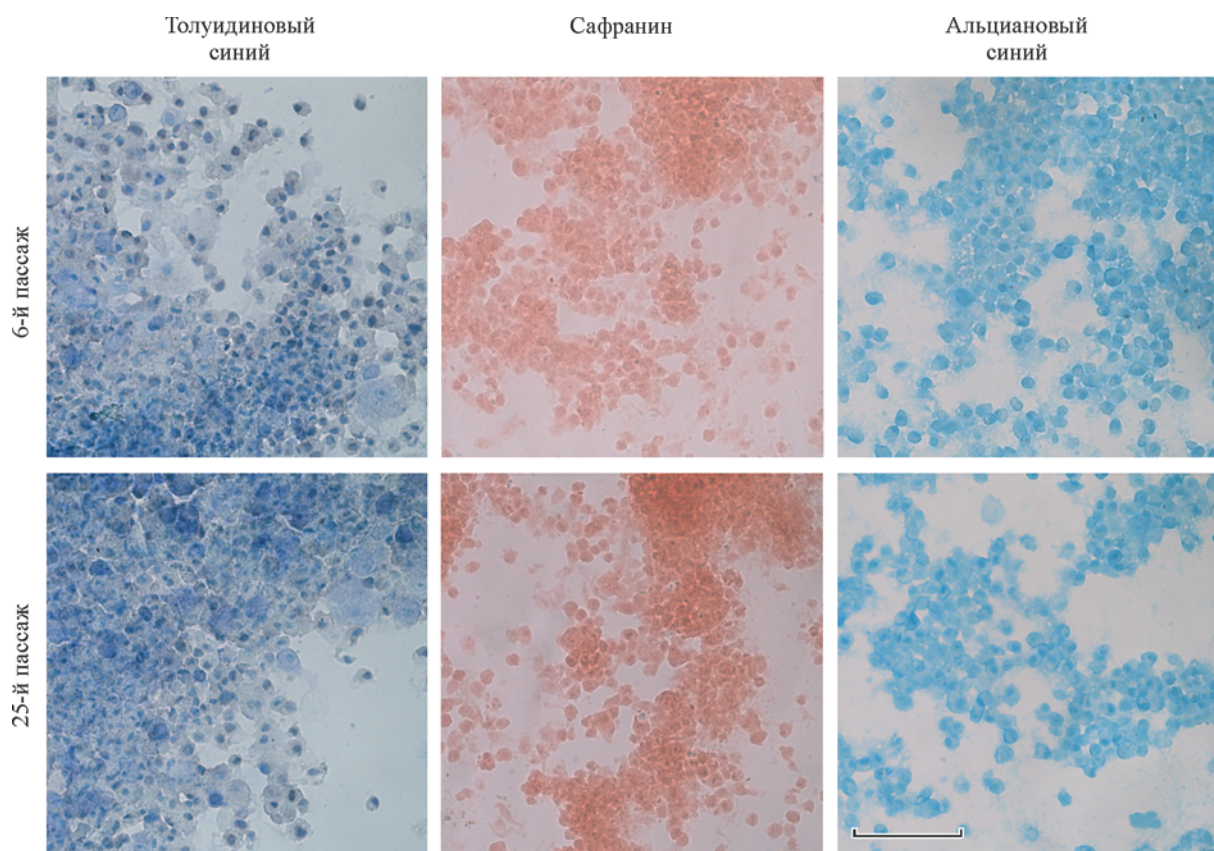 Толуидиновый
синий
Сафранин
Альциановый
синий
6-й пассаж
25-й пассаж